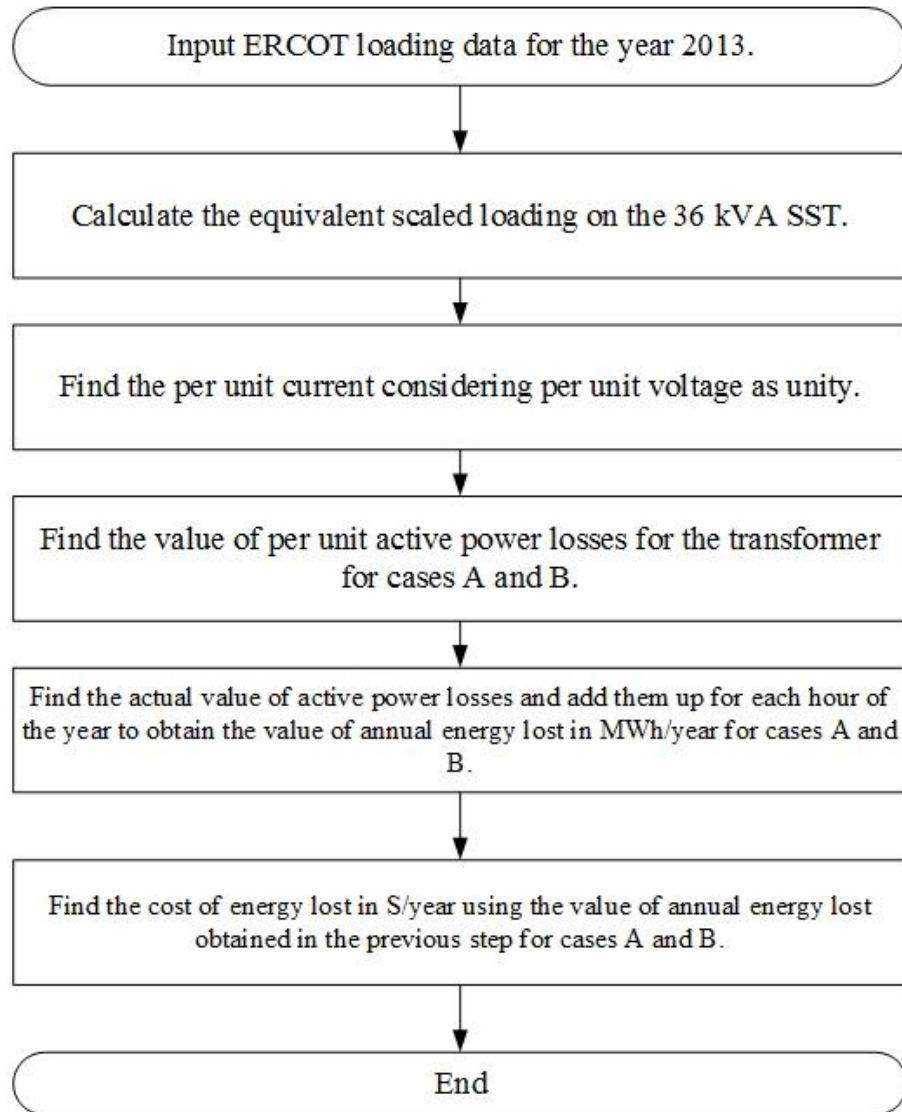 Input ERCOT loading data for the year 2013.
Calculate the equivalent scaled loading on the 36 kVA SST.
Find the per unit current considering per unit voltage as unity.
Find the value of per unit active power losses for the transformer
for cases A and B.
Find the actual value of active power losses and add them up for each hour of
the year to obtain the value of annual energy lost in MWh/year for cases A and
B.
Find the cost of energy lost in S/year using the value of annual energy lost
obtained in the previous step for cases A and B.
End